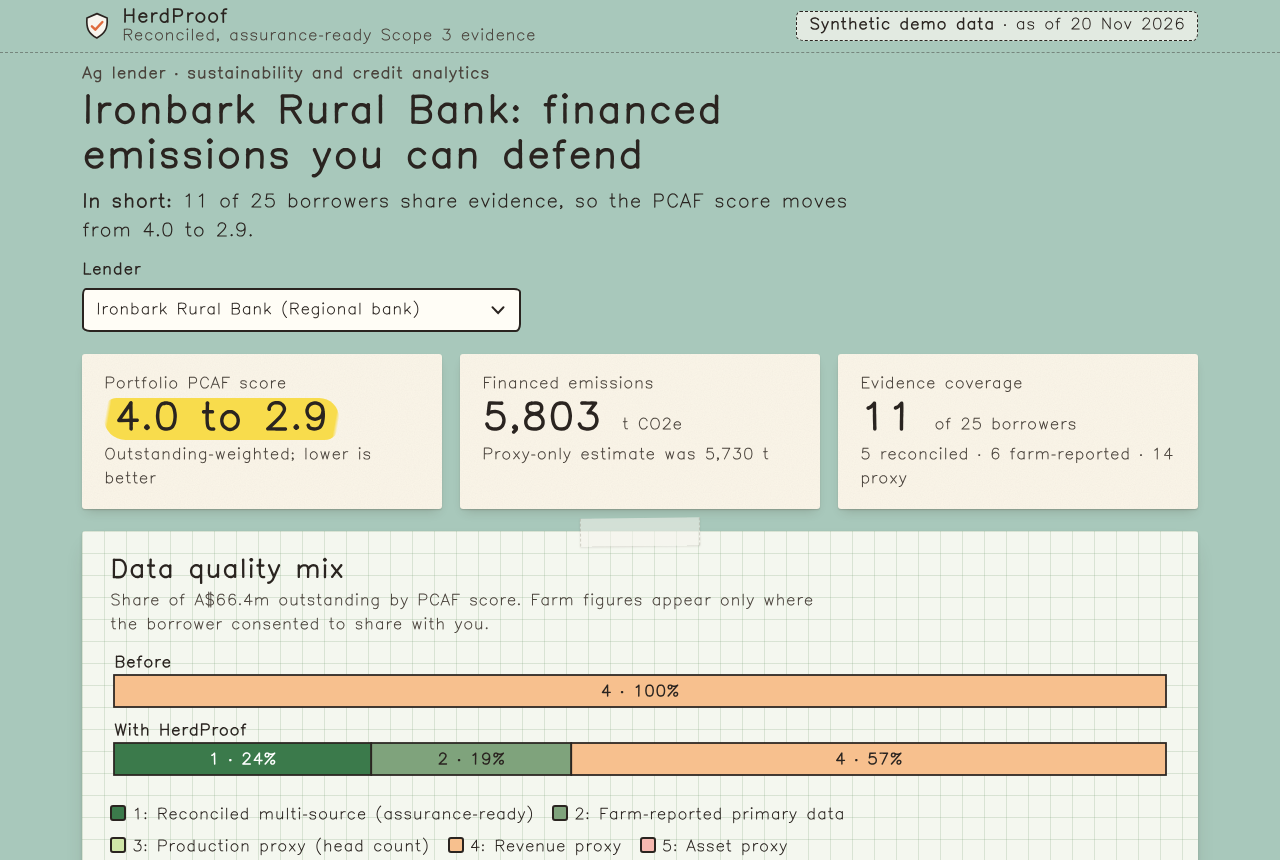 HerdProof
Reconciled, assurance-ready Scope 3 evidence
Synthetic demo data · as of 20 Nov 2026
Ag lender · sustainability and credit analytics
Ironbark Rural Bank: financed
emissions you can defend
In short: 11 of 25 borrowers share evidence, so the PCAF score moves
from 4.0 to 2.9.
Lender
Ironbark Rural Bank (Regional bank)
Portfolio PCAF score
4.0 to 2.9
Outstanding-weighted; lower is
better
Financed emissions
5,803 t CO2e
Proxy-only estimate was 5,730 t
Evidence coverage
11 of 25 borrowers
5 reconciled · 6 farm-reported · 14
proxy
Data quality mix
Share of A$66.4m outstanding by PCAF score. Farm figures appear only where
the borrower consented to share with you.
Before
4 · 100%
With HerdProof
1 · 24% 2 · 19% 4 · 57%
1: Reconciled multi-source (assurance-ready) 2: Farm-reported primary data
3: Production proxy (head count) 4: Revenue proxy 5: Asset proxy